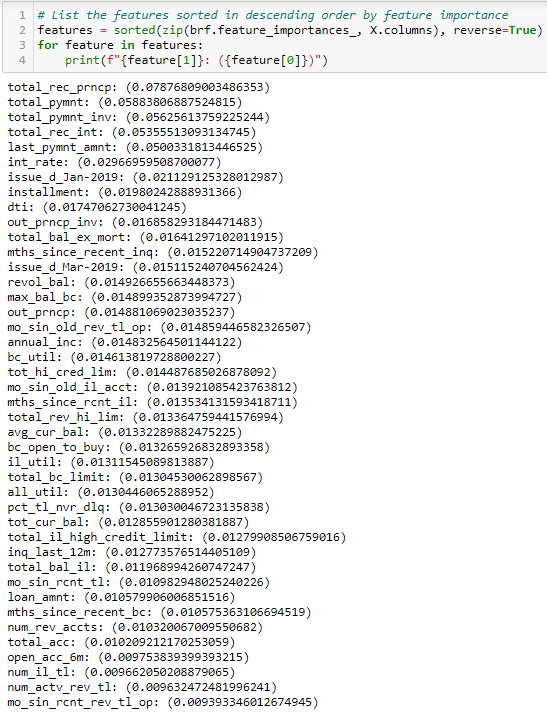 1 # List the features sorted in descending order by feature importance
2 features = sorted(zip(brf.feature_importances_, X.columns), reverse=True)
3 for feature in features:
4     print(f"{feature[1]}: ({feature[0]})")
total_rec_prncp: (0.07876809003486353)
total_pymnt: (0.05883806887524815)
total_pymnt_inv: (0.05625613759225244)
total_rec_int: (0.05355513093134745)
last_pymnt_amnt: (0.0500331813446525)
int_rate: (0.02966959508700077)
issue_d_Jan-2019: (0.021129125328012987)
installment: (0.01980242888931366)
dti: (0.01747062730041245)
out_prncp_inv: (0.016858293184471483)
total_bal_ex_mort: (0.01641297102011915)
mths_since_recent_inq: (0.015220714904737209)
issue_d_Mar-2019: (0.015115240704562424)
revol_bal: (0.014926655663448373)
max_bal_bc: (0.014899352873994727)
out_prncp: (0.014881069023035237)
mo_sin_old_rev_tl_op: (0.014859446582326507)
annual_inc: (0.014832564501144122)
bc_util: (0.014613819728800227)
tot_hi_cred_lim: (0.014487685026878092)
mo_sin_old_il_acct: (0.013921085423763812)
mths_since_rcnt_il: (0.013534131593418711)
total_rev_hi_lim: (0.013364759441576994)
avg_cur_bal: (0.01332289882475225)
bc_open_to_buy: (0.013265926832893358)
il_util: (0.01311545089813887)
total_bc_limit: (0.01304530062898567)
all_util: (0.0130446065288952)
pct_tl_nvr_dlq: (0.013030046723135838)
tot_cur_bal: (0.012855901280381887)
total_il_high_credit_limit: (0.01279908506759016)
inq_last_12m: (0.012773576514405109)
total_bal_il: (0.011968994260747247)
mo_sin_rcnt_tl: (0.010982948025240226)
loan_amnt: (0.010579906006851516)
mths_since_recent_bc: (0.010575363106694519)
num_rev_accts: (0.010320067009550682)
total_acc: (0.010209212170253059)
open_acc_6m: (0.009753839399393215)
num_il_tl: (0.009662050208879065)
num_actv_rev_tl: (0.009632472481996241)
mo_sin_rcnt_rev_tl_op: (0.009393346012674945)